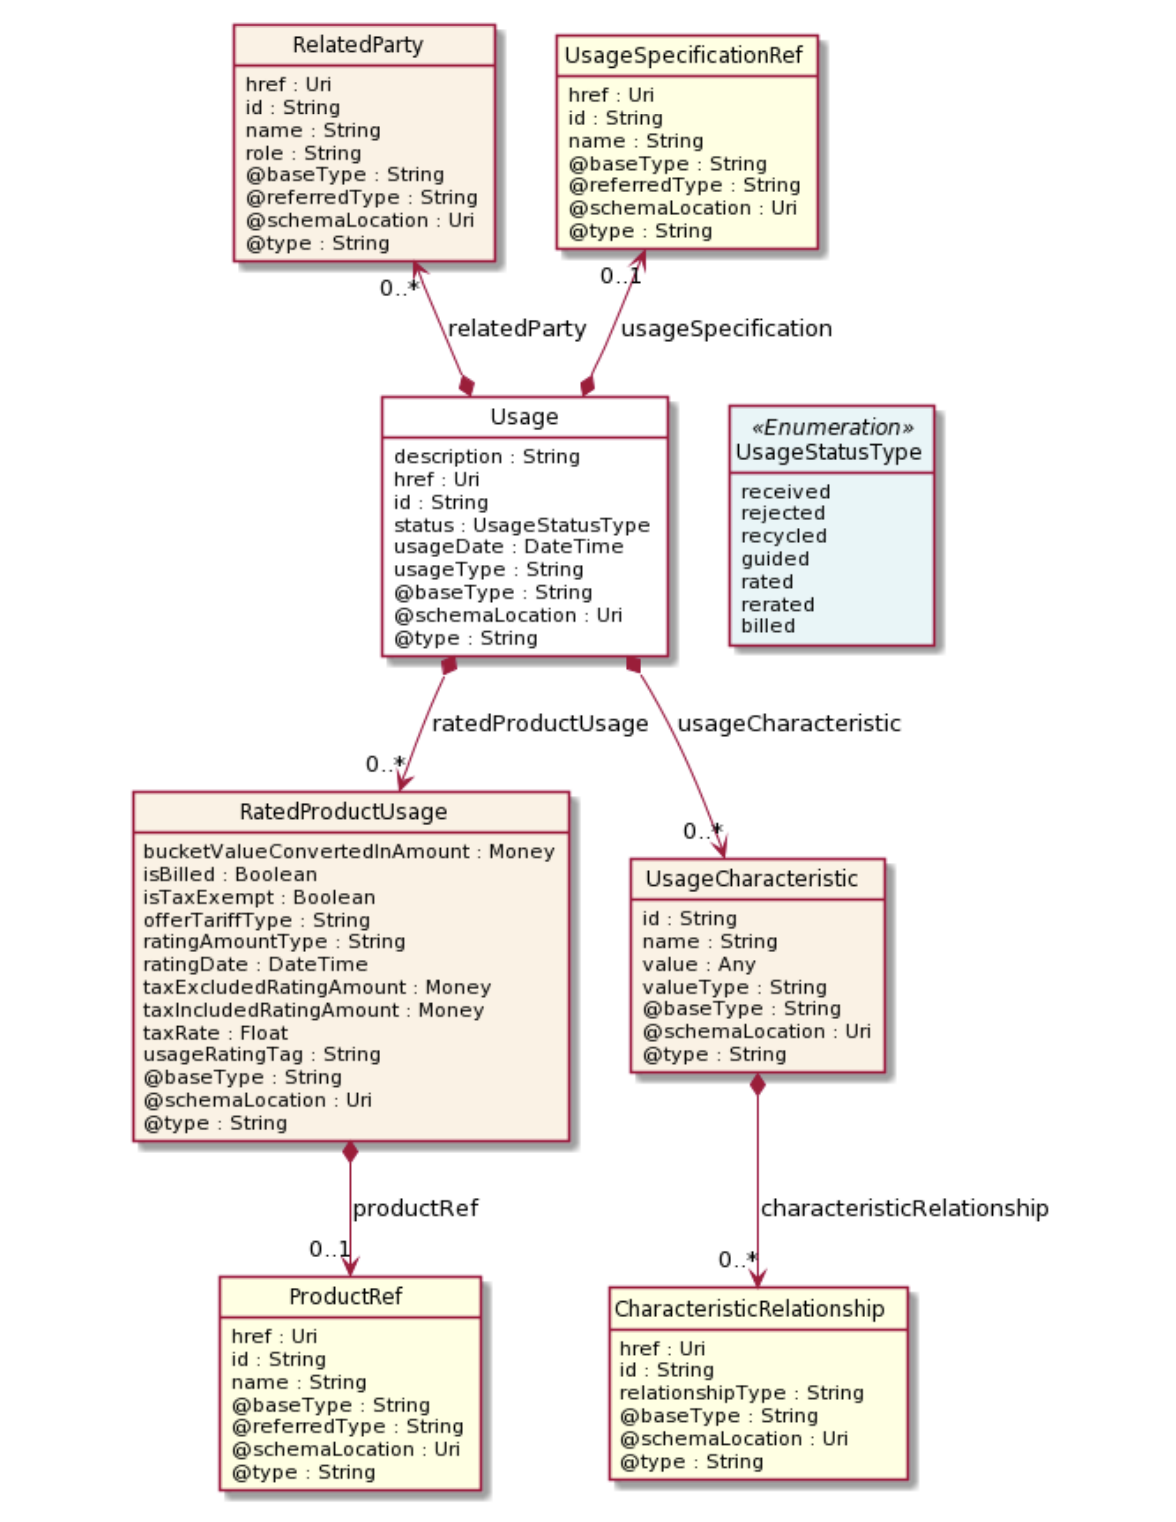 RelatedParty
href : Uri
id : String
name : String
role : String
@baseType : String
@referredType : String
@schemaLocation : Uri
@type : String
UsageSpecificationRef
href : Uri
id : String
name : String
@baseType : String
@referredType : String
@schemaLocation : Uri
@type : String
0..*
0..1
relatedParty
usageSpecification
Usage
description : String
href : Uri
id : String
status : UsageStatusType
usageDate : DateTime
usageType : String
@baseType : String
@schemaLocation : Uri
@type : String
«Enumeration»
UsageStatusType
received
rejected
recycled
guided
rated
rerated
billed
ratedProductUsage
usageCharacteristic
0..*
0..*
RatedProductUsage
bucketValueConvertedInAmount : Money
isBilled : Boolean
isTaxExempt : Boolean
offerTariffType : String
ratingAmountType : String
ratingDate : DateTime
taxExcludedRatingAmount : Money
taxIncludedRatingAmount : Money
taxRate : Float
usageRatingTag : String
@baseType : String
@schemaLocation : Uri
@type : String
UsageCharacteristic
id : String
name : String
value : Any
valueType : String
@baseType : String
@schemaLocation : Uri
@type : String
productRef
characteristicRelationship
0..1
0..*
ProductRef
href : Uri
id : String
name : String
@baseType : String
@referredType : String
@schemaLocation : Uri
@type : String
CharacteristicRelationship
href : Uri
id : String
relationshipType : String
@baseType : String
@schemaLocation : Uri
@type : String